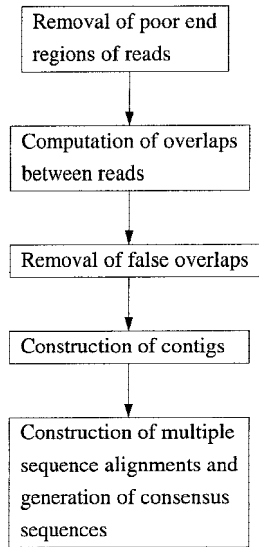 Removal of poor end
regions of reads
Computation of overlaps
between reads
Removal of false overlaps
Construction of contigs
Construction of multiple
sequence alignments and
generation of consensus
sequences